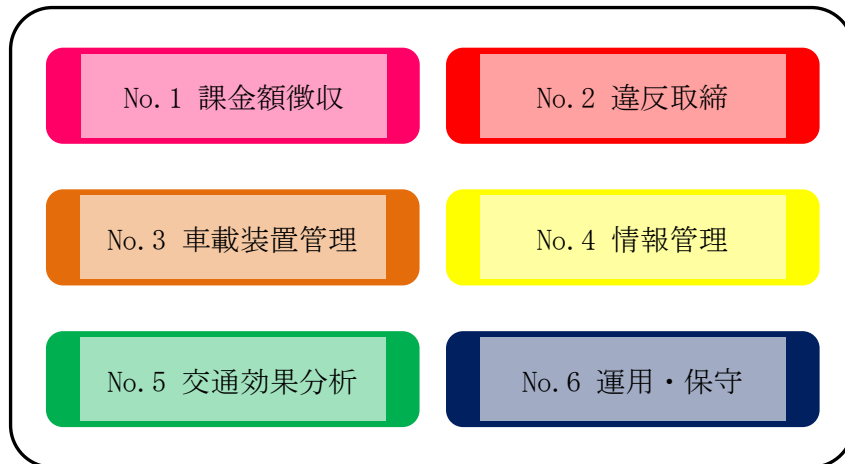 No.1 課金額徴収
No.2 違反取締
No.3 車載装置管理
No.4 情報管理
No.5 交通効果分析
No.6 運用・保守